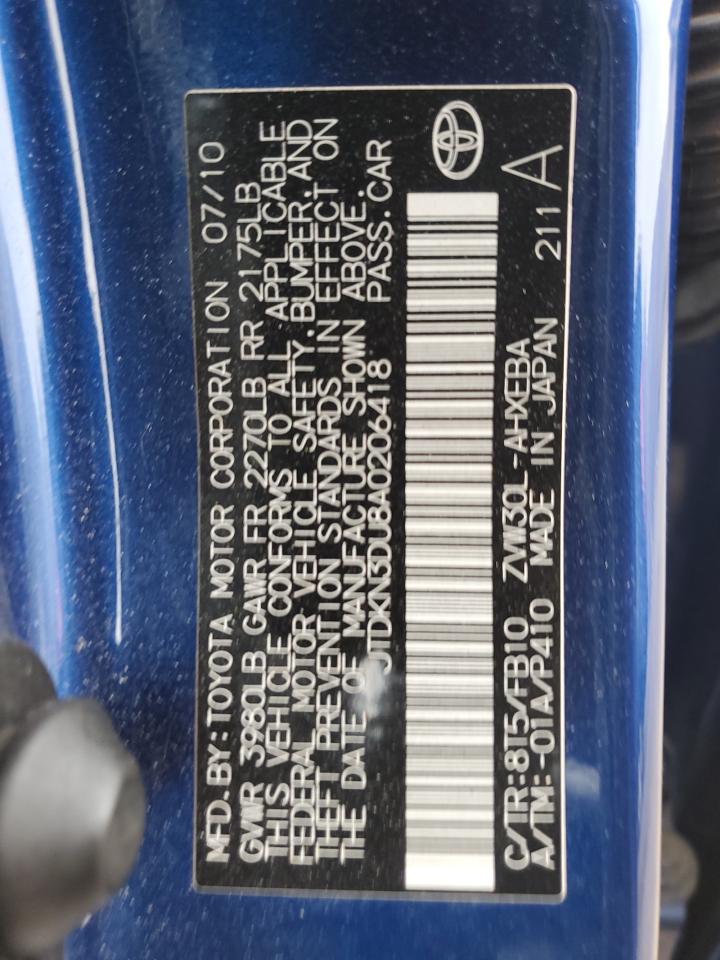 MFD.BY:TOYOTA MOTOR CORPORATION 07/10
GVWR 3980LB GAWR FR 2270LB RR 2175LB
THIS VEHICLE CONFORMS TO ALL APPLICABLE
FEDERAL MOTOR VEHICLE SAFETY,BUMPER,AND
THEFT PREVENTION STANDARDS IN EFFECT ON
THE DATE OF MANUFACTURE SHOWN ABOVE.
JTDKN3DU8A0206418 PASS.CAR
C/TR:8T5/FB10 ZVW30L-AHXEBA
A/TM:-01A/P410 MADE IN JAPAN 211 A